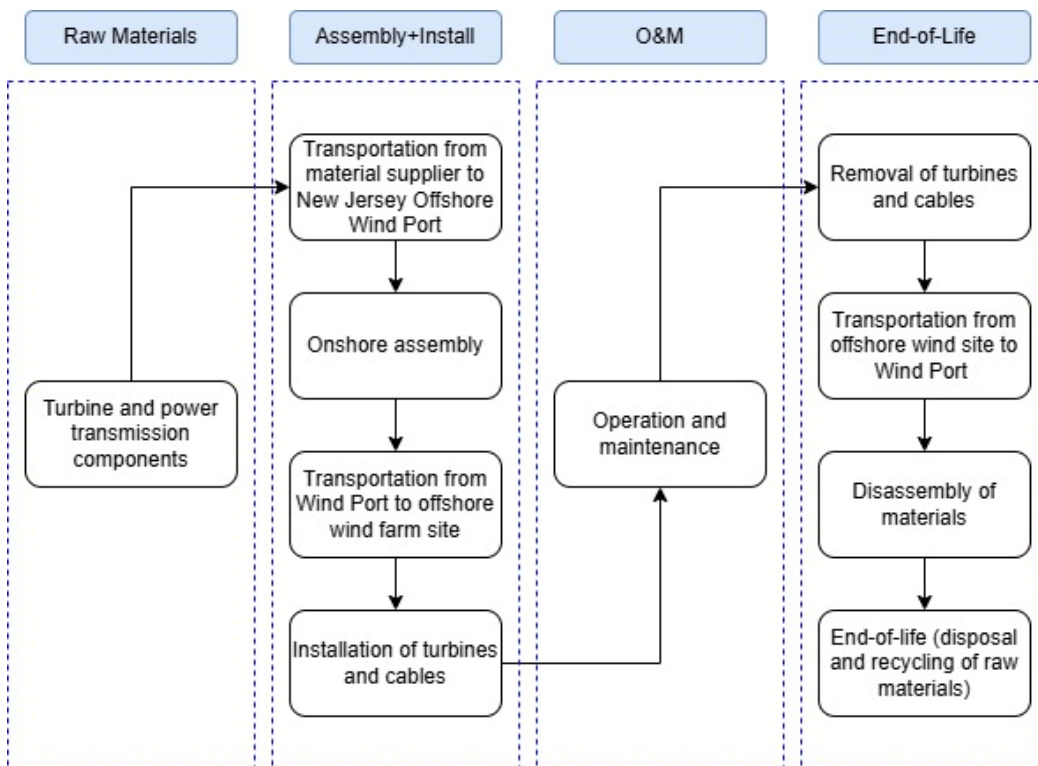 Raw Materials
Assembly+Install
O&M
End-of-Life
Turbine and power
transmission
components
Transportation from
material supplier to
New Jersey Offshore
Wind Port
Onshore assembly
Transportation from
Wind Port to offshore
wind farm site
Installation of turbines
and cables
Operation and
maintenance
Removal of turbines
and cables
Transportation from
offshore wind site to
Wind Port
Disassembly of
materials
End-of-life (disposal
and recycling of raw
materials)